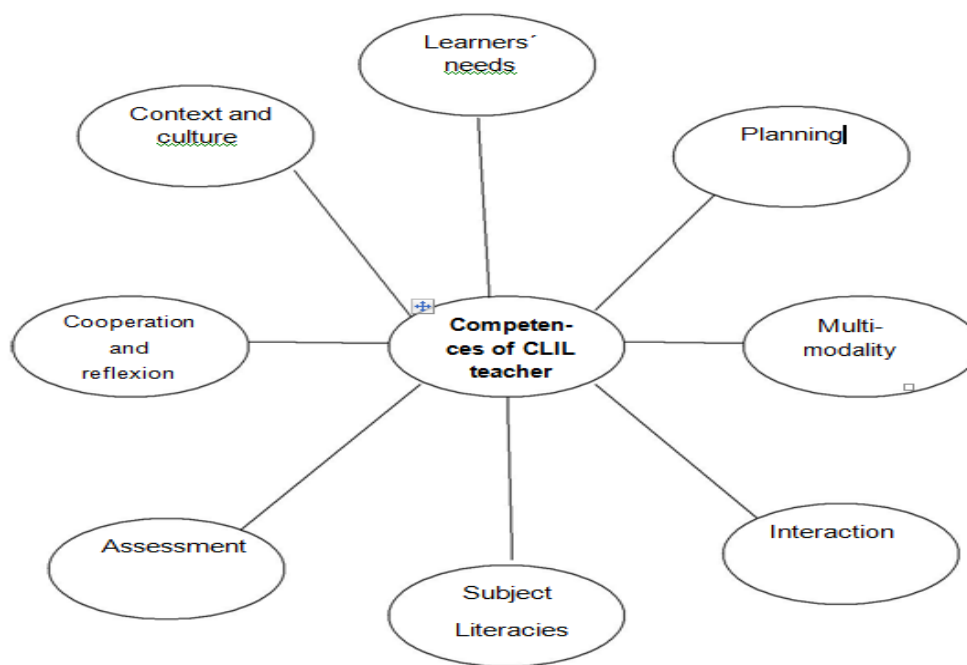 Learners´
needs
Context and
culture
Planning
Cooperation
and
reflexion
Competen-
ces of CLIL
teacher
Multi-
modality
Assessment
Interaction
Subject
Literacies